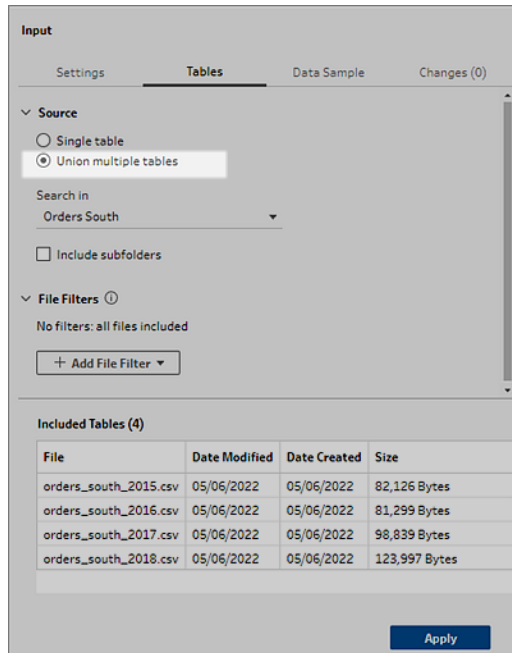 Input
Settings Tables Data Sample Changes (0)
Source
Single table
Union multiple tables
Search in
Orders South
Include subfolders
File Filters
No filters: all files included
+ Add File Filter
Included Tables (4)
File Date Modified Date Created Size
orders_south_2015.csv 05/06/2022 05/06/2022 82,126 Bytes
orders_south_2016.csv 05/06/2022 05/06/2022 81,299 Bytes
orders_south_2017.csv 05/06/2022 05/06/2022 98,839 Bytes
orders_south_2018.csv 05/06/2022 05/06/2022 123,997 Bytes
Apply